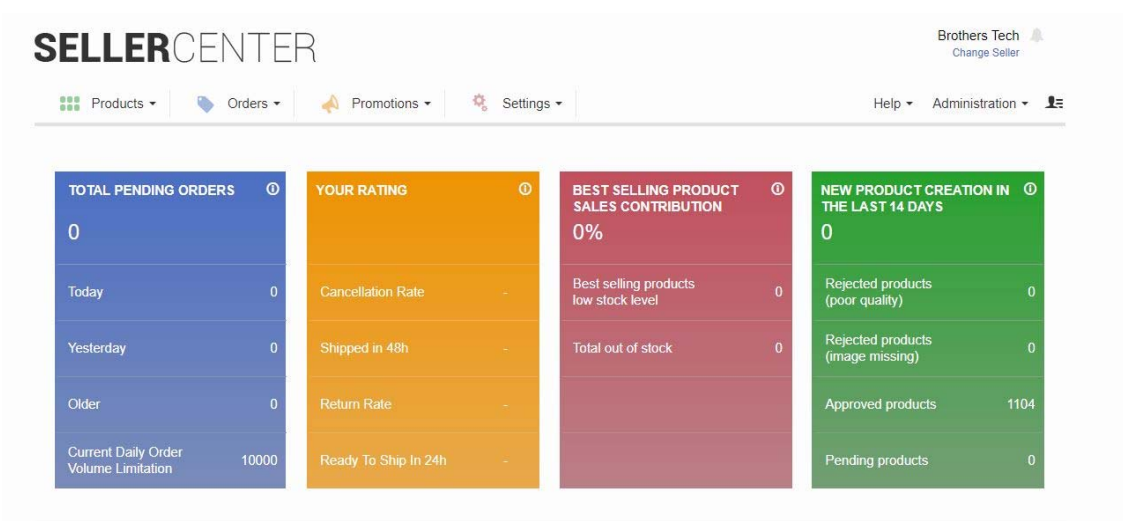 SELLERCENTER
Brothers Tech
Change Seller
Products
Orders
Promotions
Settings
Help
Administration
TOTAL PENDING ORDERS
0
Today 0
Yesterday 0
Older 0
Current Daily Order
Volume Limitation 10000
YOUR RATING
Cancellation Rate -
Shipped in 48h -
Return Rate -
Ready To Ship In 24h -
BEST SELLING PRODUCT
SALES CONTRIBUTION
0%
Best selling products
low stock level 0
Total out of stock 0
NEW PRODUCT CREATION IN
THE LAST 14 DAYS
0
Rejected products
(poor quality) 0
Rejected products
(image missing) 0
Approved products 1104
Pending products 0